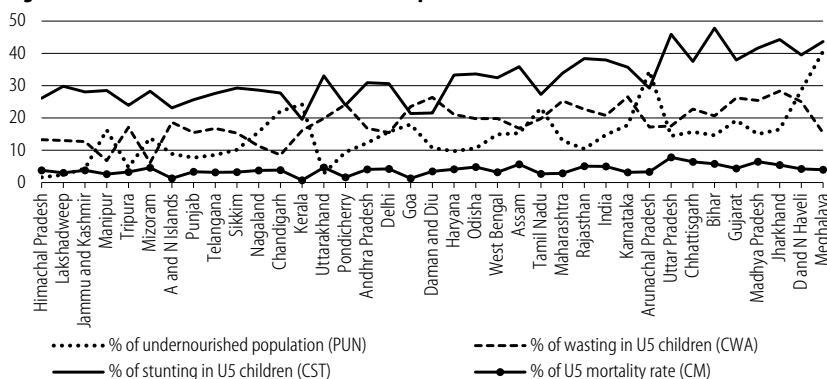 50
40
30
20
10
0
Himachal Pradesh
Lakshadweep
Jammu and Kashmir
Manipur
Tripura
Mizoram
A and N Islands
Punjab
Telangana
Sikkim
Nagaland
Chandigarh
Kerala
Uttarakhand
Pondicherry
Andhra Pradesh
Delhi
Goa
Daman and Diu
Haryana
Odisha
West Bengal
Assam
Tamil Nadu
Maharashtra
Rajasthan
India
Karnataka
Arunachal Pradesh
Uttar Pradesh
Chhattisgarh
Bihar
Gujarat
Madhya Pradesh
Jharkhand
D and N Haveli
Meghalaya
% of undernourished population (PUN)
% of wasting in U5 children (CWA)
% of stunting in U5 children (CST)
% of U5 mortality rate (CM)